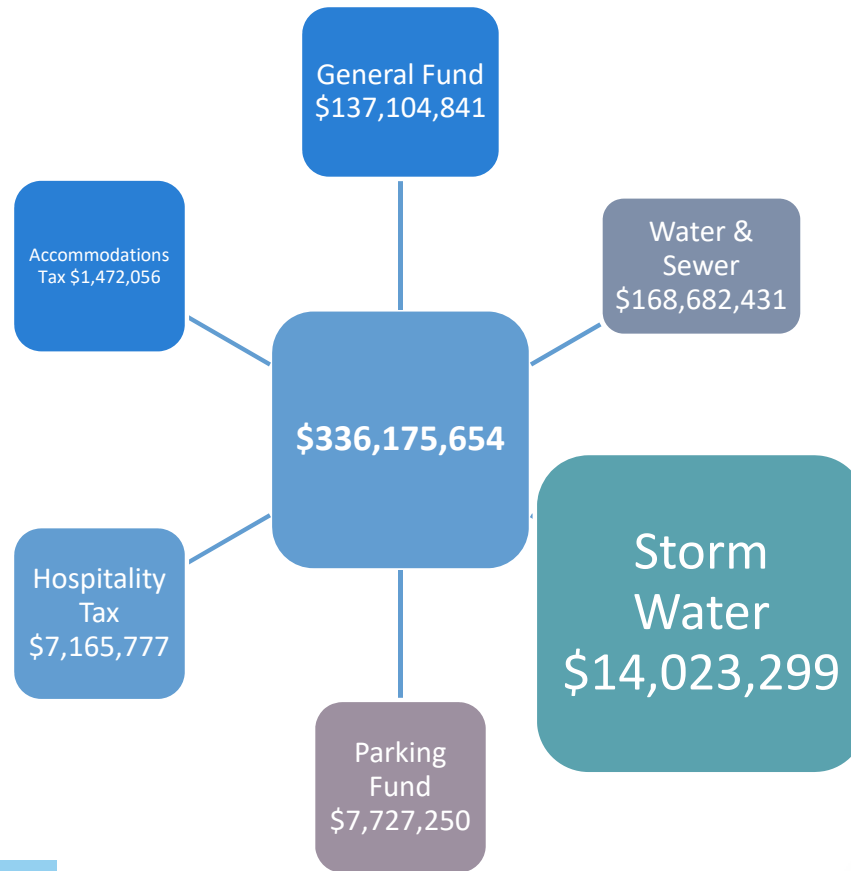 General Fund
$137,104,841
Water &
Sewer
$168,682,431
Accommodations
Tax $1,472,056
$336,175,654
Storm
Water
$14,023,299
Hospitality
Tax
$7,165,777
Parking
Fund
$7,727,250